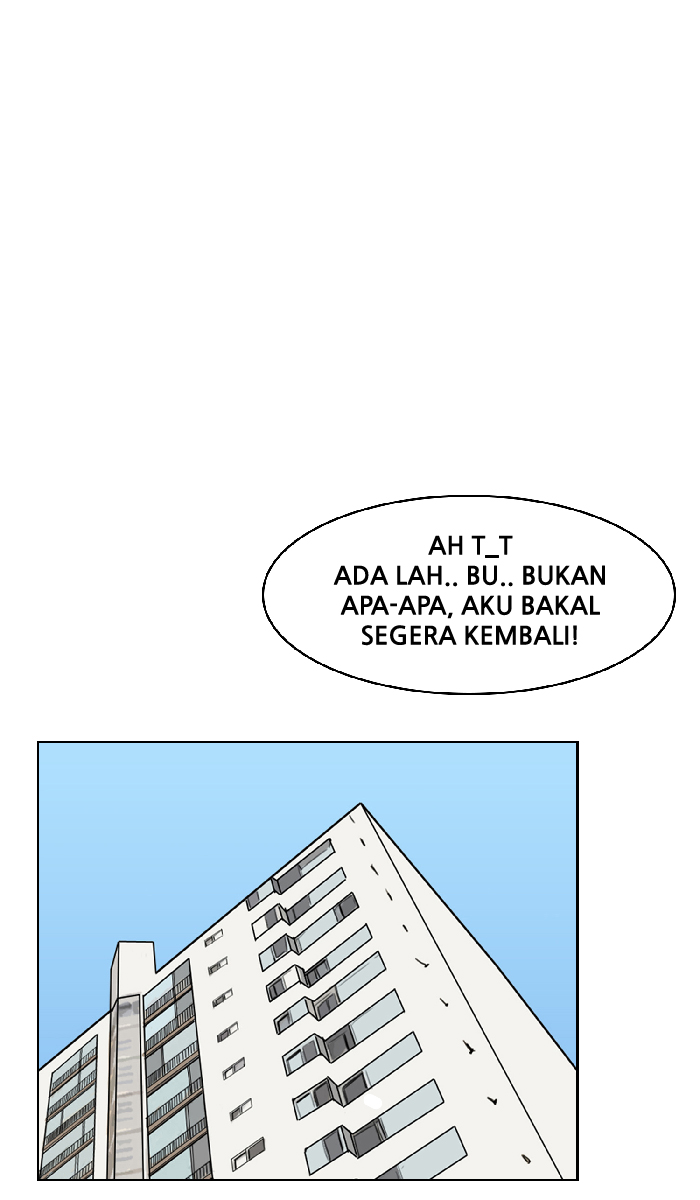 AH T_T
ADA LAH.. BU.. BUKAN
APA-APA, AKU BAKAL
SEGERA KEMBALI!